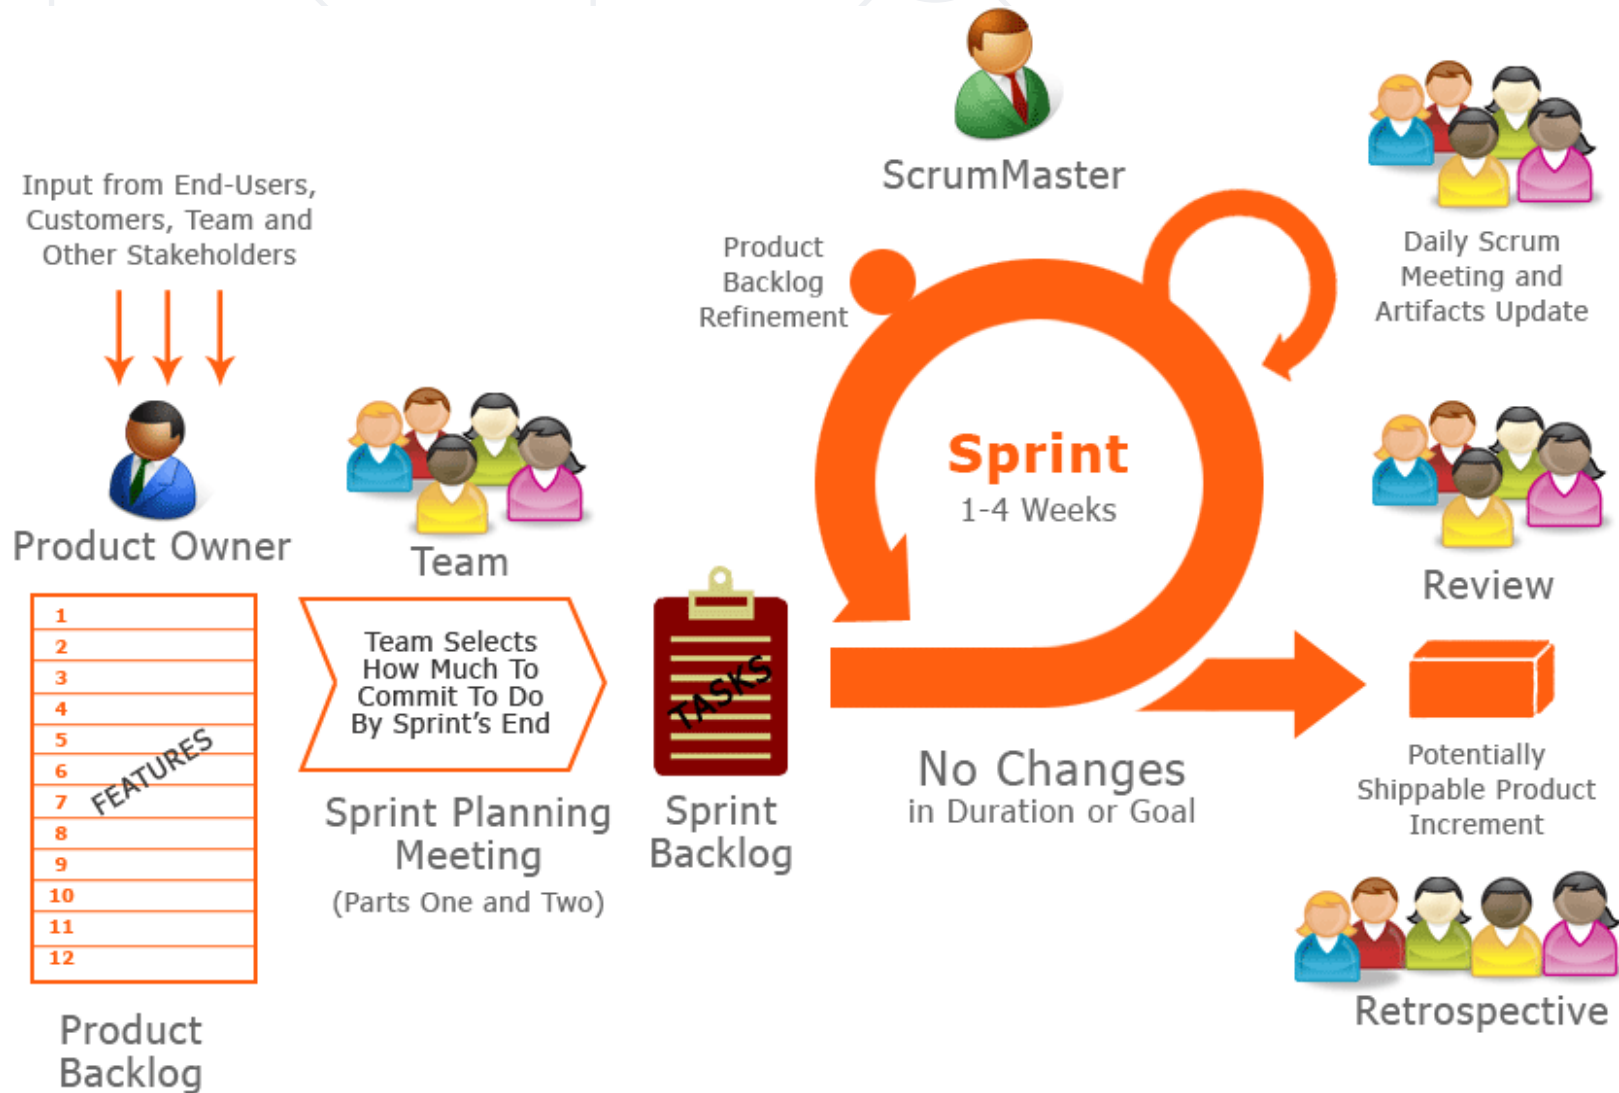 Input from End-Users,
Customers, Team and
Other Stakeholders
Product Owner
1
2
3
4
5
6
7
8
9
10
11
12
FEATURES
Product
Backlog
Team
Team Selects
How Much To
Commit To Do
By Sprint's End
Sprint Planning
Meeting
(Parts One and Two)
TASKS
Sprint
Backlog
ScrumMaster
Product
Backlog
Refinement
Sprint
1-4 Weeks
No Changes
in Duration or Goal
Daily Scrum
Meeting and
Artifacts Update
Review
Potentially
Shippable Product
Increment
Retrospective